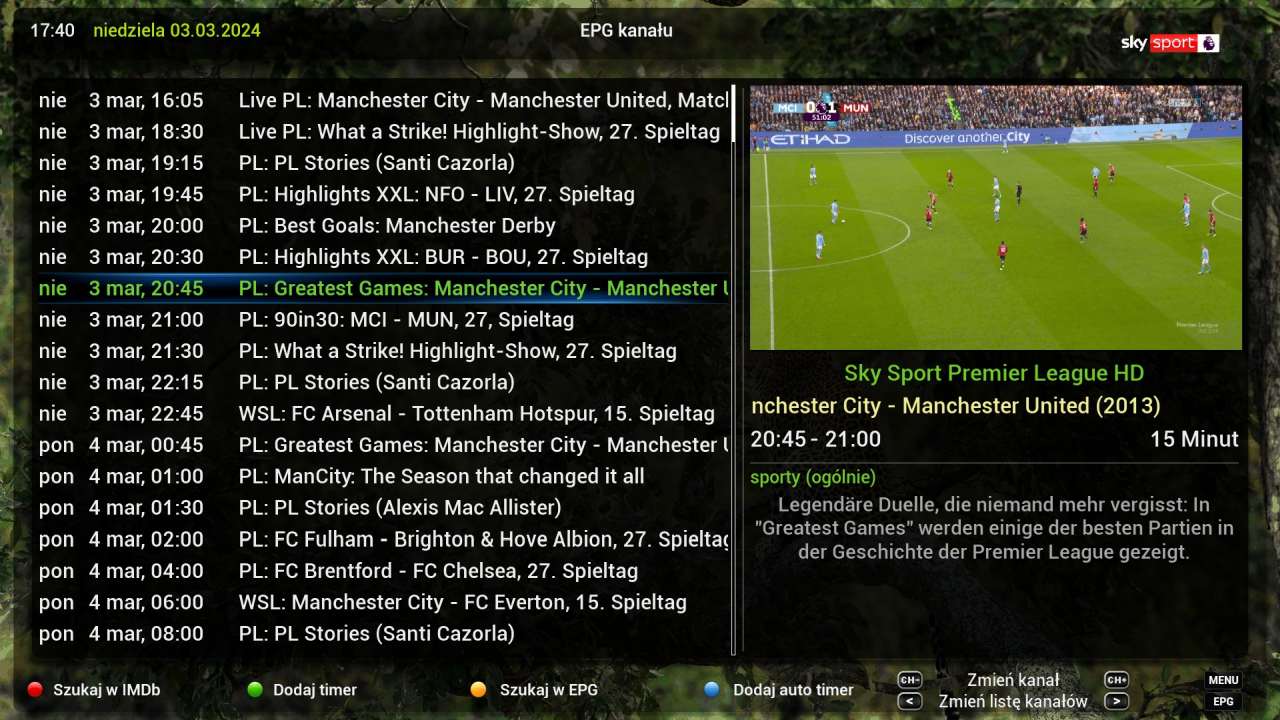 17:40 niedziela 03.03.2024 EPG kanału
sky sport
nie 3 mar, 16:05 Live PL: Manchester City - Manchester United, Matc
nie 3 mar, 18:30 Live PL: What a Strike! Highlight-Show, 27. Spieltag
nie 3 mar, 19:15 PL: PL Stories (Santi Cazorla)
nie 3 mar, 19:45 PL: Highlights XXL: NFO - LIV, 27. Spieltag
nie 3 mar, 20:00 PL: Best Goals: Manchester Derby
nie 3 mar, 20:30 PL: Highlights XXL: BUR - BOU, 27. Spieltag
nie 3 mar, 20:45 PL: Greatest Games: Manchester City - Manchester U
nie 3 mar, 21:00 PL: 90in30: MCI - MUN, 27, Spieltag
nie 3 mar, 21:30 PL: What a Strike! Highlight-Show, 27. Spieltag
nie 3 mar, 22:15 PL: PL Stories (Santi Cazorla)
nie 3 mar, 22:45 WSL: FC Arsenal - Tottenham Hotspur, 15. Spieltag
pon 4 mar, 00:45 PL: Greatest Games: Manchester City - Manchester U
pon 4 mar, 01:00 PL: ManCity: The Season that changed it all
pon 4 mar, 01:30 PL: PL Stories (Alexis Mac Allister)
pon 4 mar, 02:00 PL: FC Fulham - Brighton & Hove Albion, 27. Spieltag
pon 4 mar, 04:00 PL: FC Brentford - FC Chelsea, 27. Spieltag
pon 4 mar, 06:00 WSL: Manchester City - FC Everton, 15. Spieltag
pon 4 mar, 08:00 PL: PL Stories (Santi Cazorla)
MCI 0 1 MUN
51:02
ETIHAD Discover another City
Premier League
Sky Sport Premier League HD
nchester City - Manchester United (2013)
20:45 - 21:00 15 Minut
sporty (ogólnie)
Legendäre Duelle, die niemand mehr vergisst: In
"Greatest Games" werden einige der besten Partien in
der Geschichte der Premier League gezeigt.
Szukaj w IMDb Dodaj timer Szukaj w EPG Dodaj auto timer
CH- Zmień kanał CH+ MENU
< Zmień listę kanałów > EPG